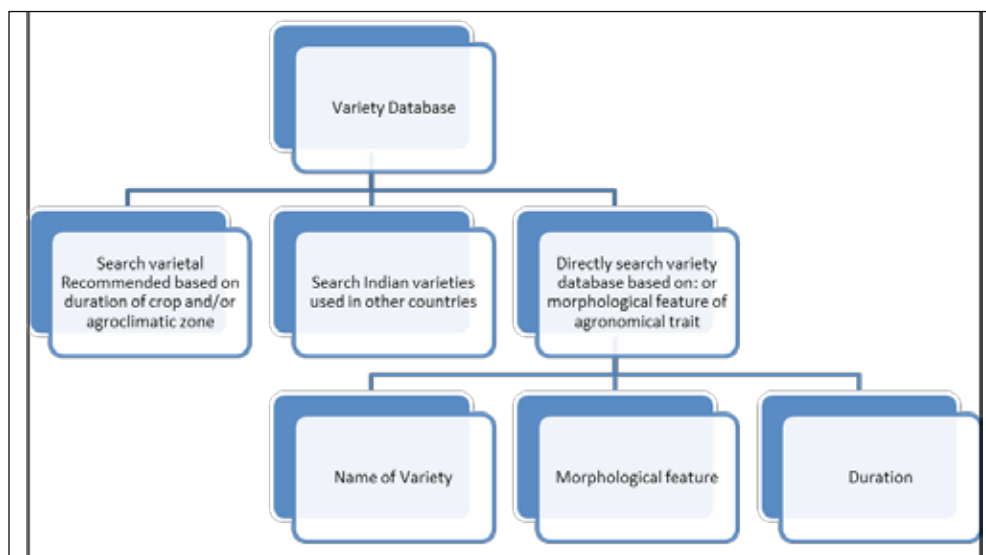 Variety Database
Search varietal
Recommended based on
duration of crop and/or
agroclimatic zone
Search Indian varieties
used in other countries
Directly search variety
database based on: or
morphological feature of
agronomical trait
Name of Variety
Morphological feature
Duration